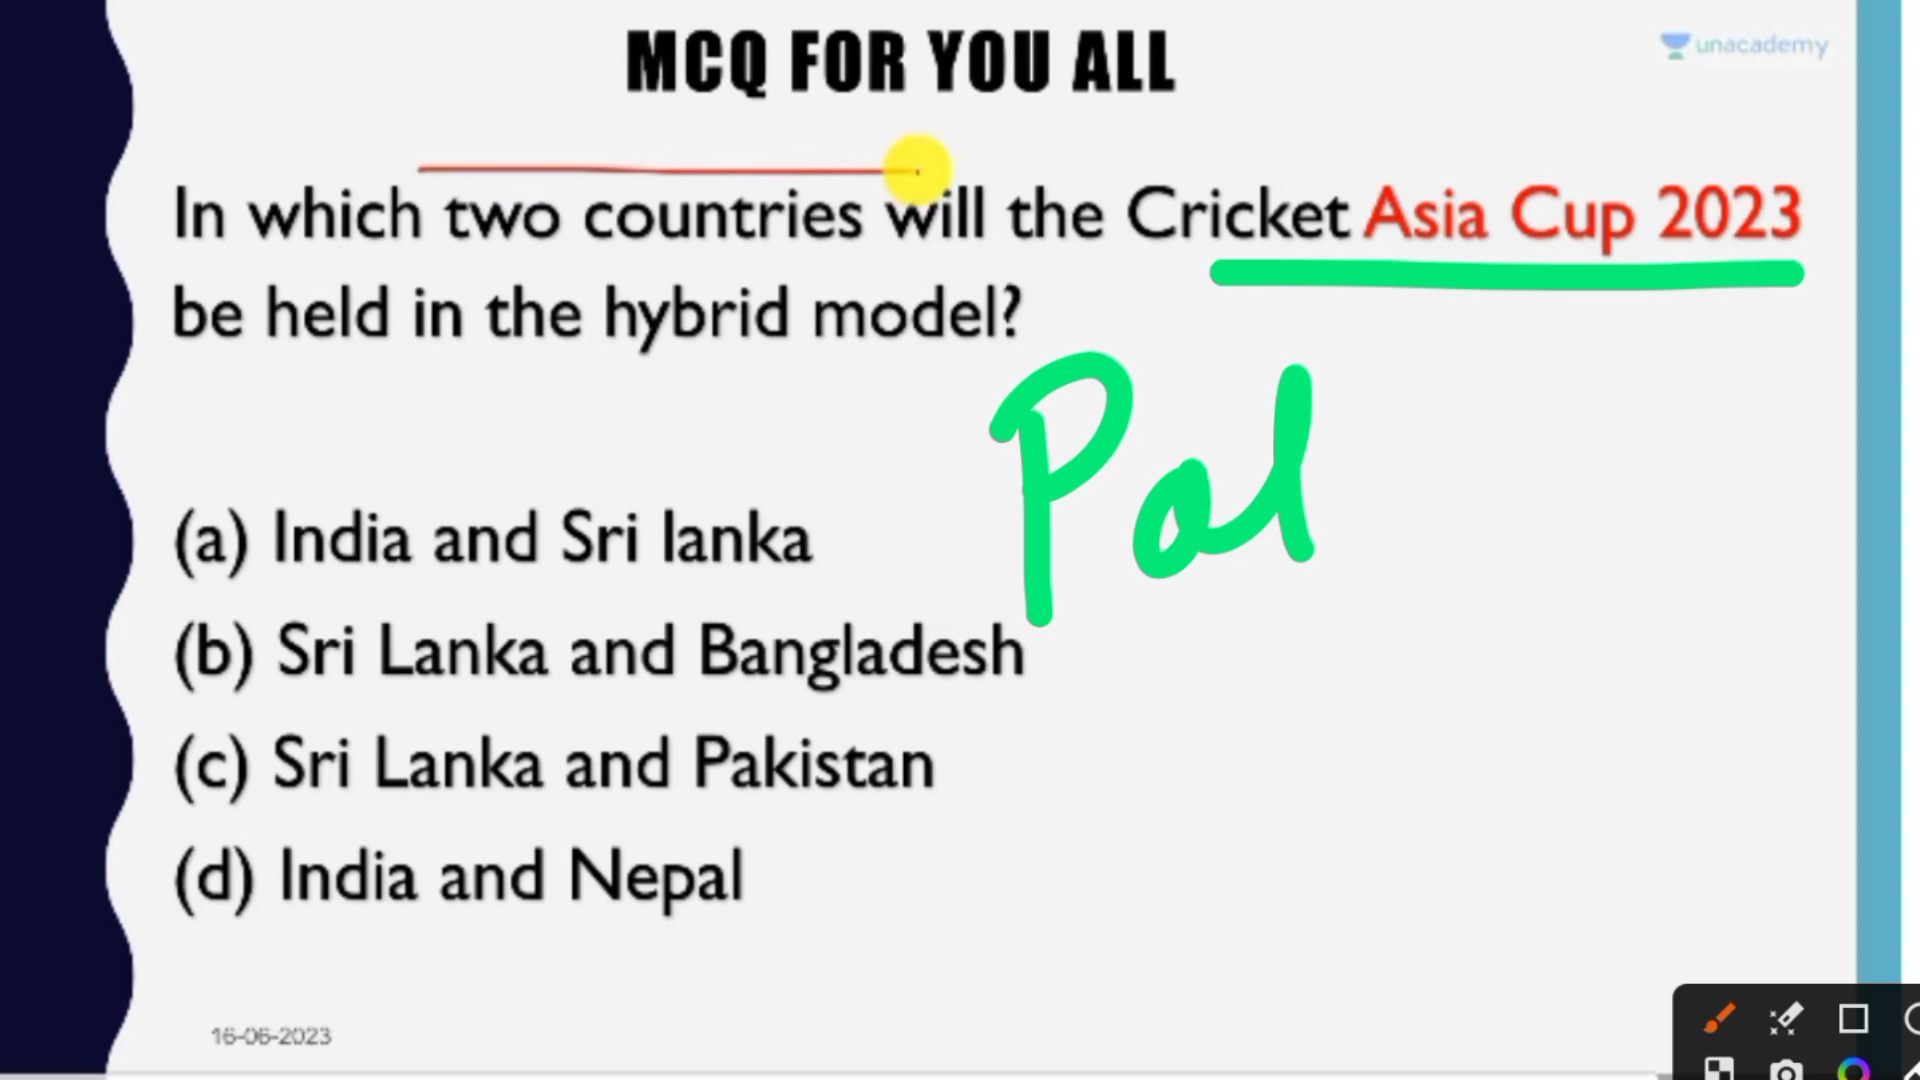 MCQ FOR YOU ALL
unacademy
In which two countries will the Cricket Asia Cup 2023
be held in the hybrid model?
Pal
(a) India and Sri lanka
(b) Sri Lanka and Bangladesh
(c) Sri Lanka and Pakistan
(d) India and Nepal
16-06-2023